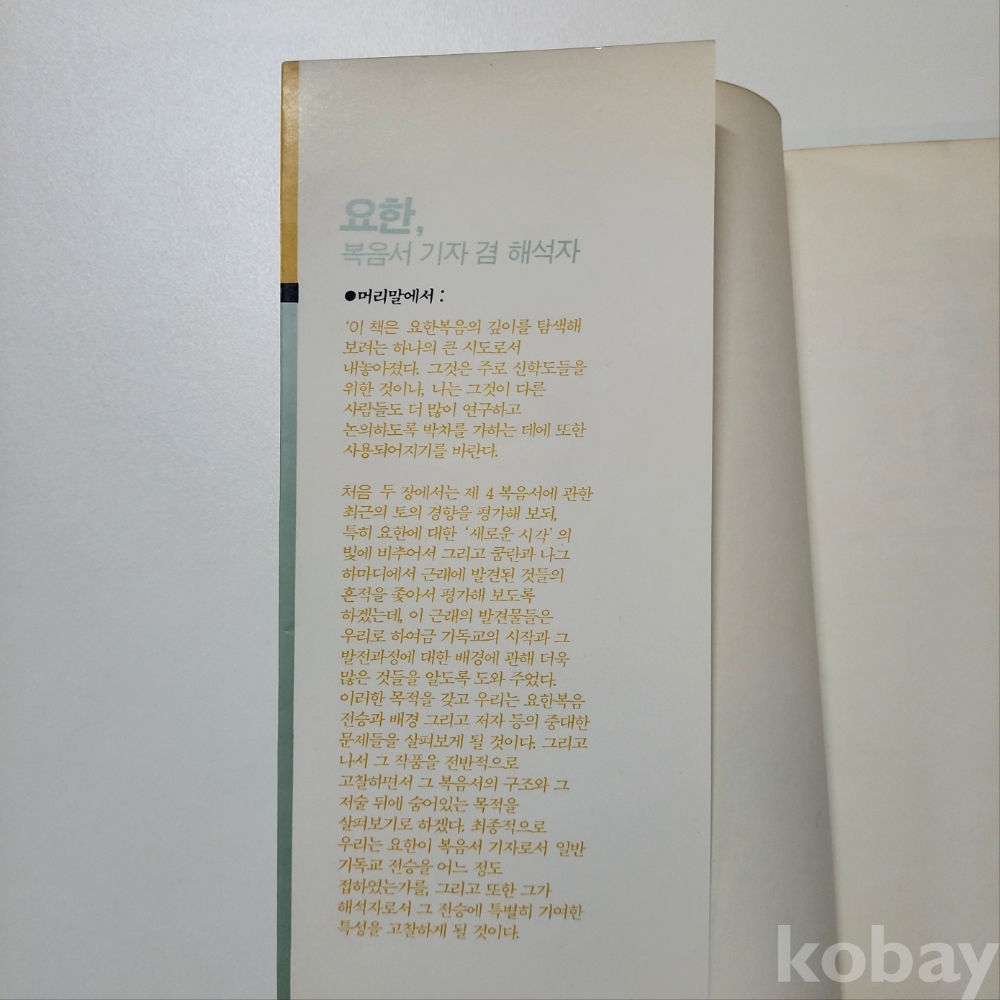 요한,
복음서 기자 겸 해석자
●머리말에서 :
'이 책은 요한복음의 깊이를 탐색해
보려는 하나의 큰 시도로서
내놓아졌다. 그것은 주로 신학도들을
위한 것이나, 나는 그것이 다른
사람들도 더 많이 연구하고
논의하도록 박차를 가하는 데에 또한
사용되어지기를 바란다.
처음 두 장에서는 제 4 복음서에 관한
최근의 토의 경향을 평가해 보되,
특히 요한에 대한 '새로운 시각'의
빛에 비추어서 그리고 쿰란과 나그
하마디에서 근래에 발견된 것들의
흔적을 좇아서 평가해 보도록
하겠는데, 이 근래의 발견물들은
우리로 하여금 기독교의 시작과 그
발전과정에 대한 배경에 관해 더욱
많은 것들을 알도록 도와 주었다.
이러한 목적을 갖고 우리는 요한복음
전승과 배경 그리고 저자 등의 중대한
문제들을 살펴보게 될 것이다. 그리고
나서 그 작품을 전반적으로
고찰하면서 그 복음서의 구조와 그
저술 뒤에 숨어있는 목적을
살펴보기로 하겠다. 최종적으로
우리는 요한이 복음서 기자로서 일반
기독교 전승을 어느 정도
접하였는가를, 그리고 또한 그가
해석자로서 그 전승에 특별히 기여한
특성을 고찰하게 될 것이다.
kobay